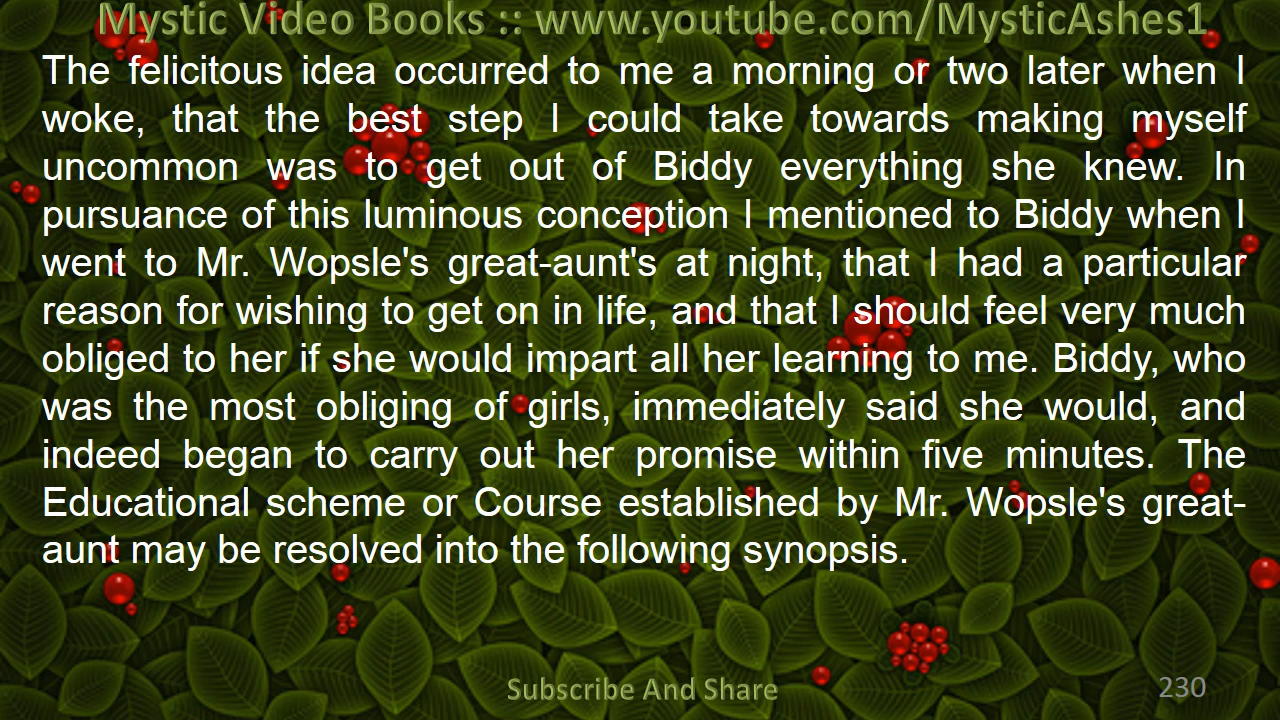 Mystic Video Books :: www.youtube.com/MysticAshes1
The felicitous idea occurred to me a morning or two later when I
woke, that the best step I could take towards making myself
uncommon was to get out of Biddy everything she knew. In
pursuance of this luminous conception I mentioned to Biddy when I
went to Mr. Wopsle's great-aunt's at night, that I had a particular
reason for wishing to get on in life, and that I should feel very much
obliged to her if she would impart all her learning to me. Biddy, who
was the most obliging of girls, immediately said she would, and
indeed began to carry out her promise within five minutes. The
Educational scheme or Course established by Mr. Wopsle's great-
aunt may be resolved into the following synopsis.
Subscribe And Share
230